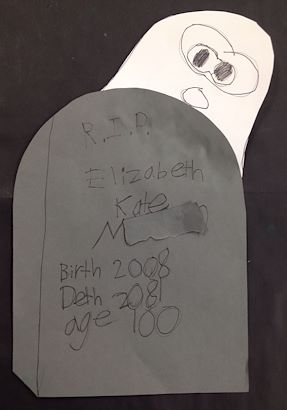 R.I.P.
Elizabeth
Kate
M
Birth 2008
Deth 2081
age 100